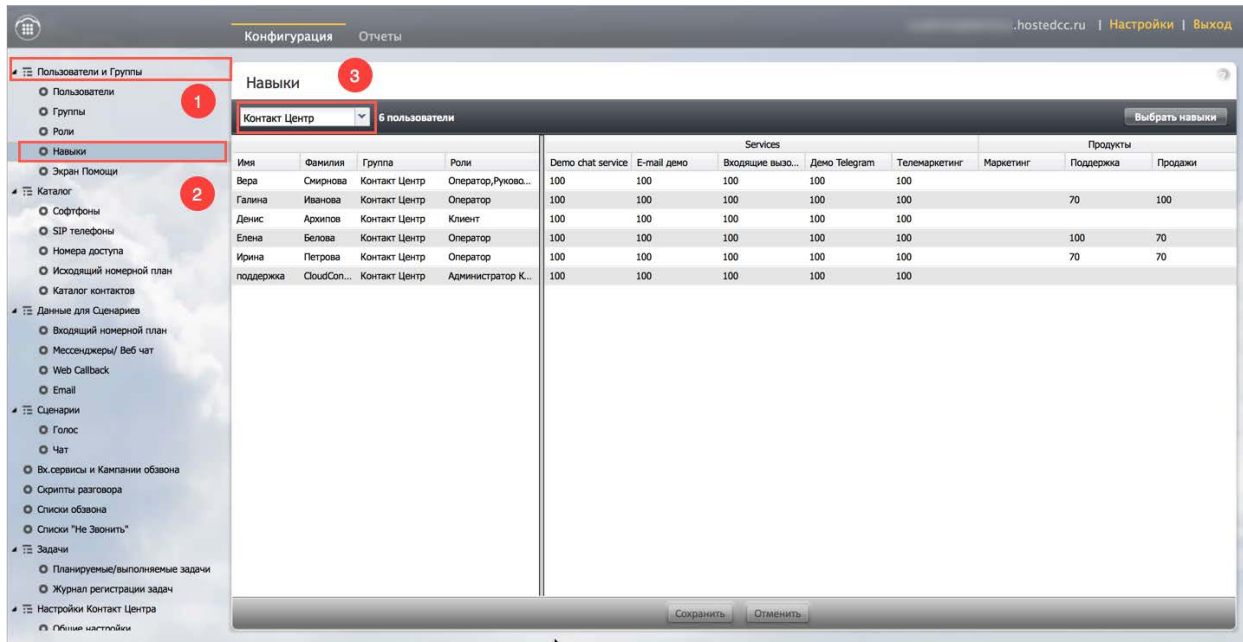 .hostedcc.ru | Настройки | Выход
Конфигурация Отчеты
Пользователи и Группы
Пользователи
1
Группы
Роли
Навыки
Экран Помощи
2
Каталог
Софтфоны
SIP телефоны
Номера доступа
Исходящий номерной план
Каталог контактов
Данные для Сценариев
Входящий номерной план
Мессенджеры/ Веб чат
Web Callback
Email
Сценарии
Голос
Чат
Вх.сервисы и Кампании обзвона
Скрипты разговора
Списки обзвона
Списки "Не Звонить"
Задачи
Планируемые/выполняемые задачи
Журнал регистрации задач
Настройки Контакт Центра
Общие настройки
Навыки
3
Контакт Центр 6 пользователи Выбрать навыки
Services Продукты
Имя Фамилия Группа Роли Demo chat service E-mail демо Входящие вызо... Демо Telegram Телемаркетинг Маркетинг Поддержка Продажи
Вера Смирнова Контакт Центр Оператор,Руково... 100 100 100 100 100
Галина Иванова Контакт Центр Оператор 100 100 100 100 100 70 100
Денис Архипов Контакт Центр Клиент 100 100 100 100 100
Елена Белова Контакт Центр Оператор 100 100 100 100 100 100 70
Ирина Петрова Контакт Центр Оператор 100 100 100 100 100 70 70
поддержка CloudCon... Контакт Центр Администратор К... 100 100 100 100 100
Сохранить Отменить